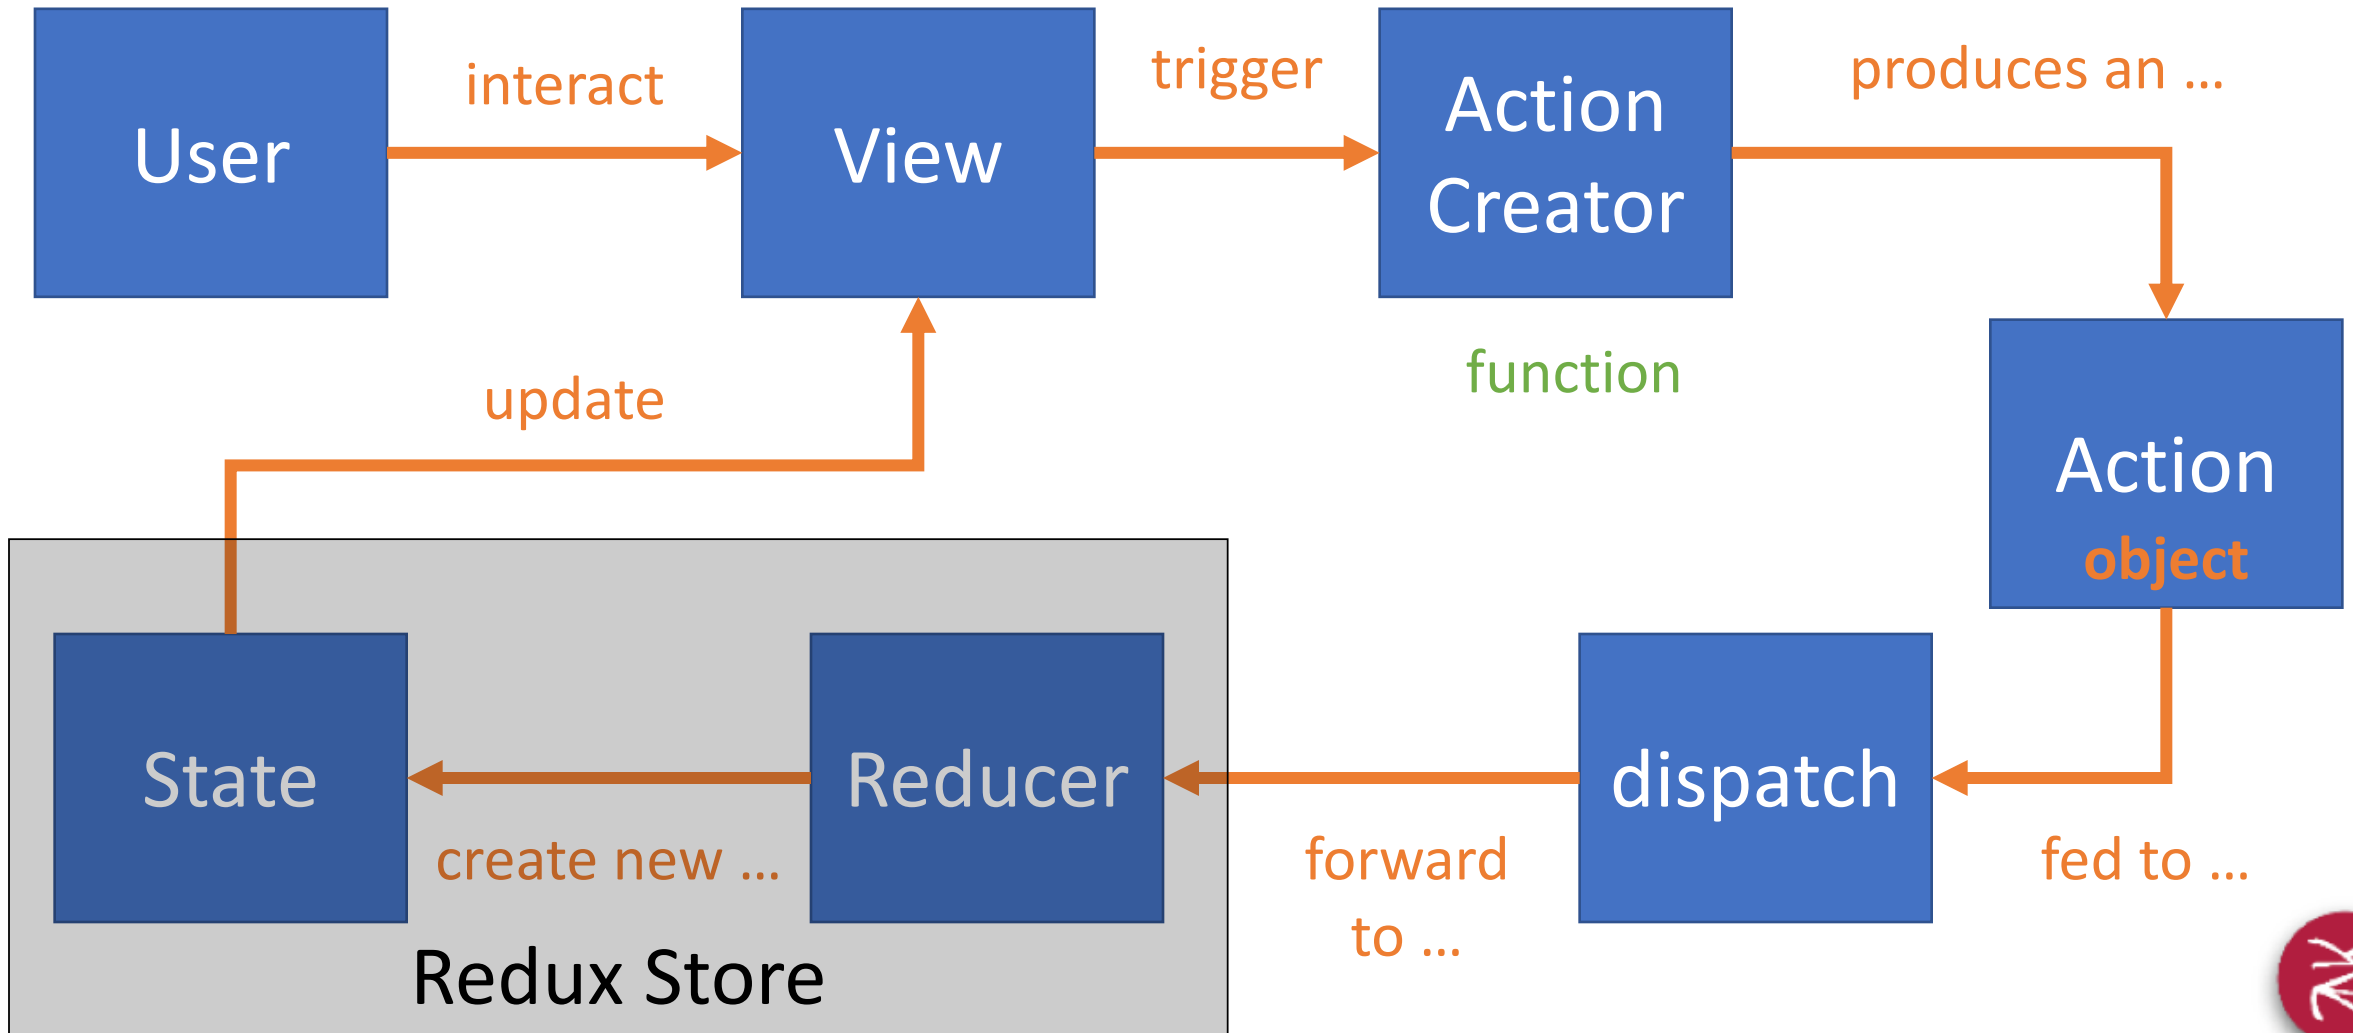 User
interact
View
trigger
Action
Creator
produces an ...
function
update
Action
object
State
create new ...
Reducer
forward
to ...
dispatch
fed to ...
Redux Store